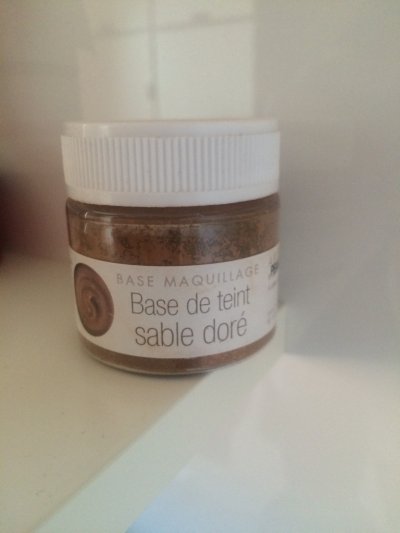 BASE MAQUILLAGE
Base de teint
sable doré